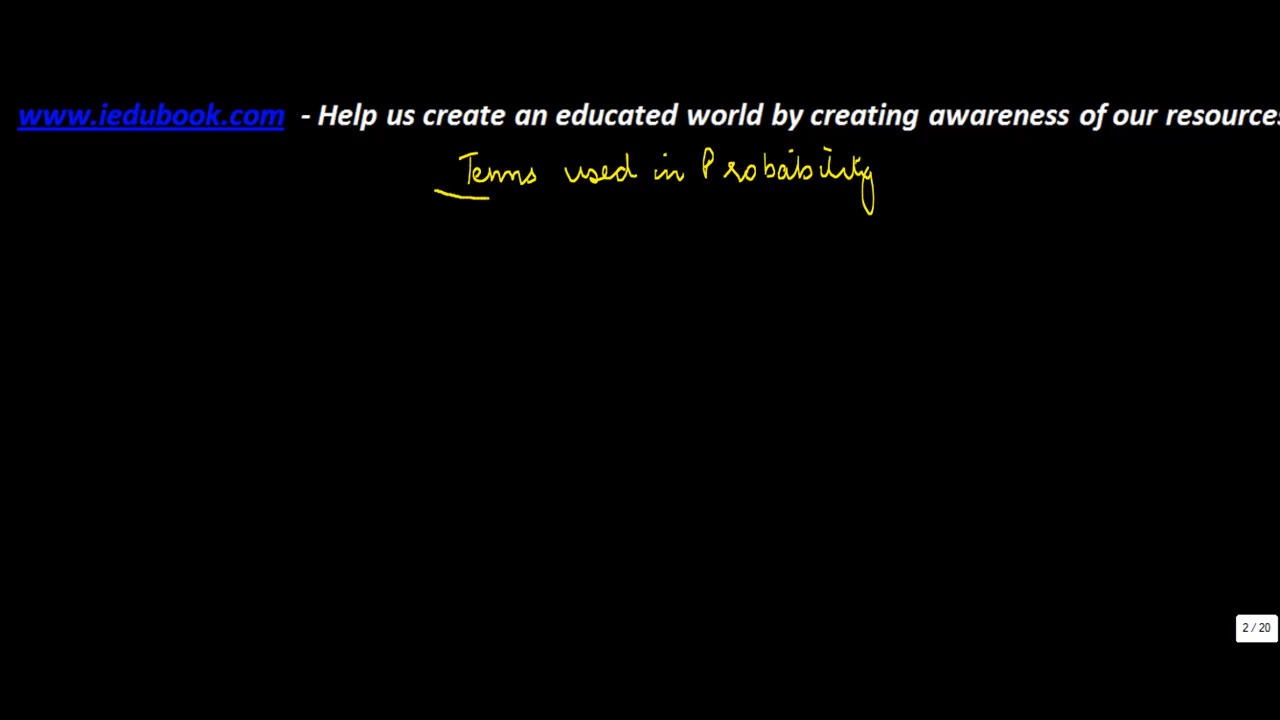 www.iedubook.com - Help us create an educated world by creating awareness of our resources
Terms used in Probability
2 / 20